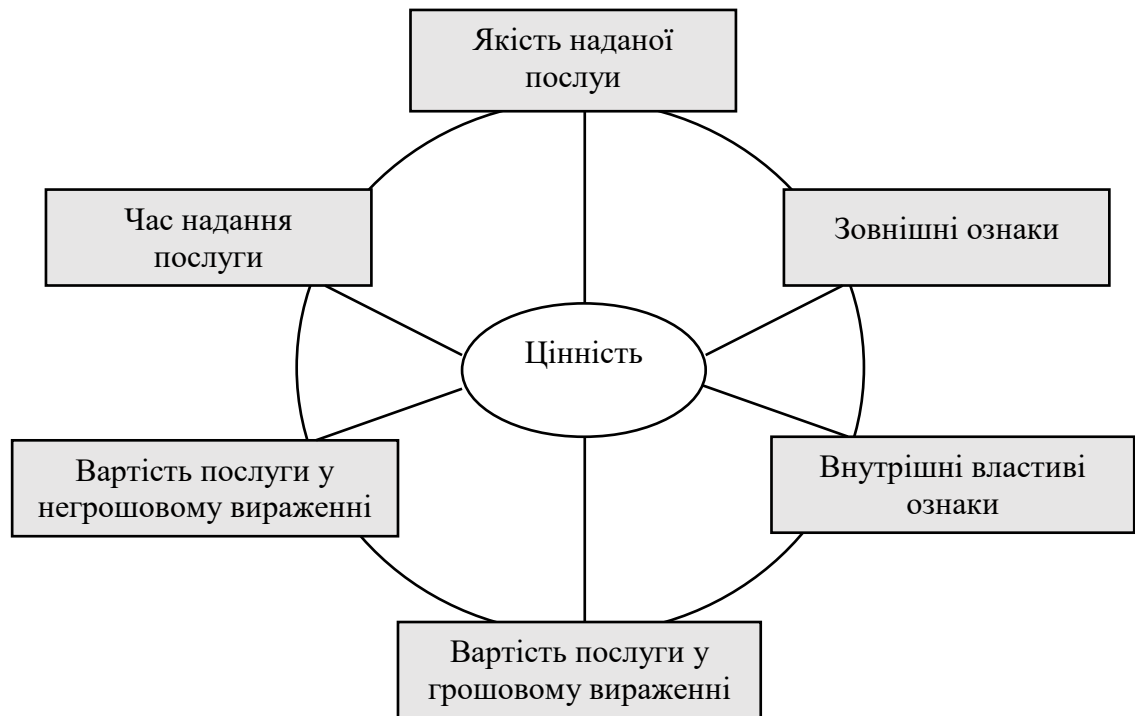 Якість наданої
послуи
Час надання
послуги
Зовнішні ознаки
Цінність
Вартість послуги у
негрошовому вираженні
Внутрішні властиві
ознаки
Вартість послуги у
грошовому вираженні